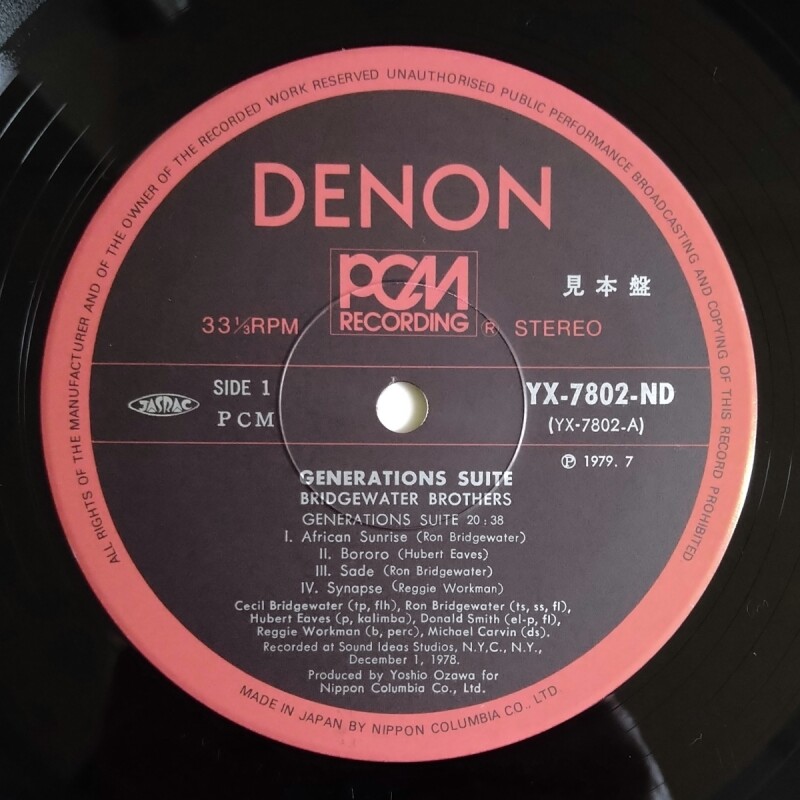 ALL RIGHTS OF THE MANUFACTURER AND OF THE OWNER OF THE RECORDED WORK RESERVED UNAUTHORISED PUBLIC PERFORMANCE BROADCASTING AND COPYING OF THIS RECORD PROHIBITED
DENON
PCM
RECORDING
見本盤
33 1/3 RPM Ⓡ STEREO
JASRAC
SIDE 1
PCM
YX-7802-ND
(YX-7802-A)
℗ 1979. 7
GENERATIONS SUITE
BRIDGEWATER BROTHERS
GENERATIONS SUITE 20:38
I. African Sunrise (Ron Bridgewater)
II. Bororo (Hubert Eaves)
III. Sade (Ron Bridgewater)
IV. Synapse (Reggie Workman)
Cecil Bridgewater (tp, flh), Ron Bridgewater (ts, ss, fl),
Hubert Eaves (p, kalimba), Donald Smith (el-p, fl),
Reggie Workman (b, perc), Michael Carvin (ds).
Recorded at Sound Ideas Studios, N.Y.C., N.Y.,
December 1, 1978.
Produced by Yoshio Ozawa for
Nippon Columbia Co., Ltd.
MADE IN JAPAN BY NIPPON COLUMBIA CO., LTD